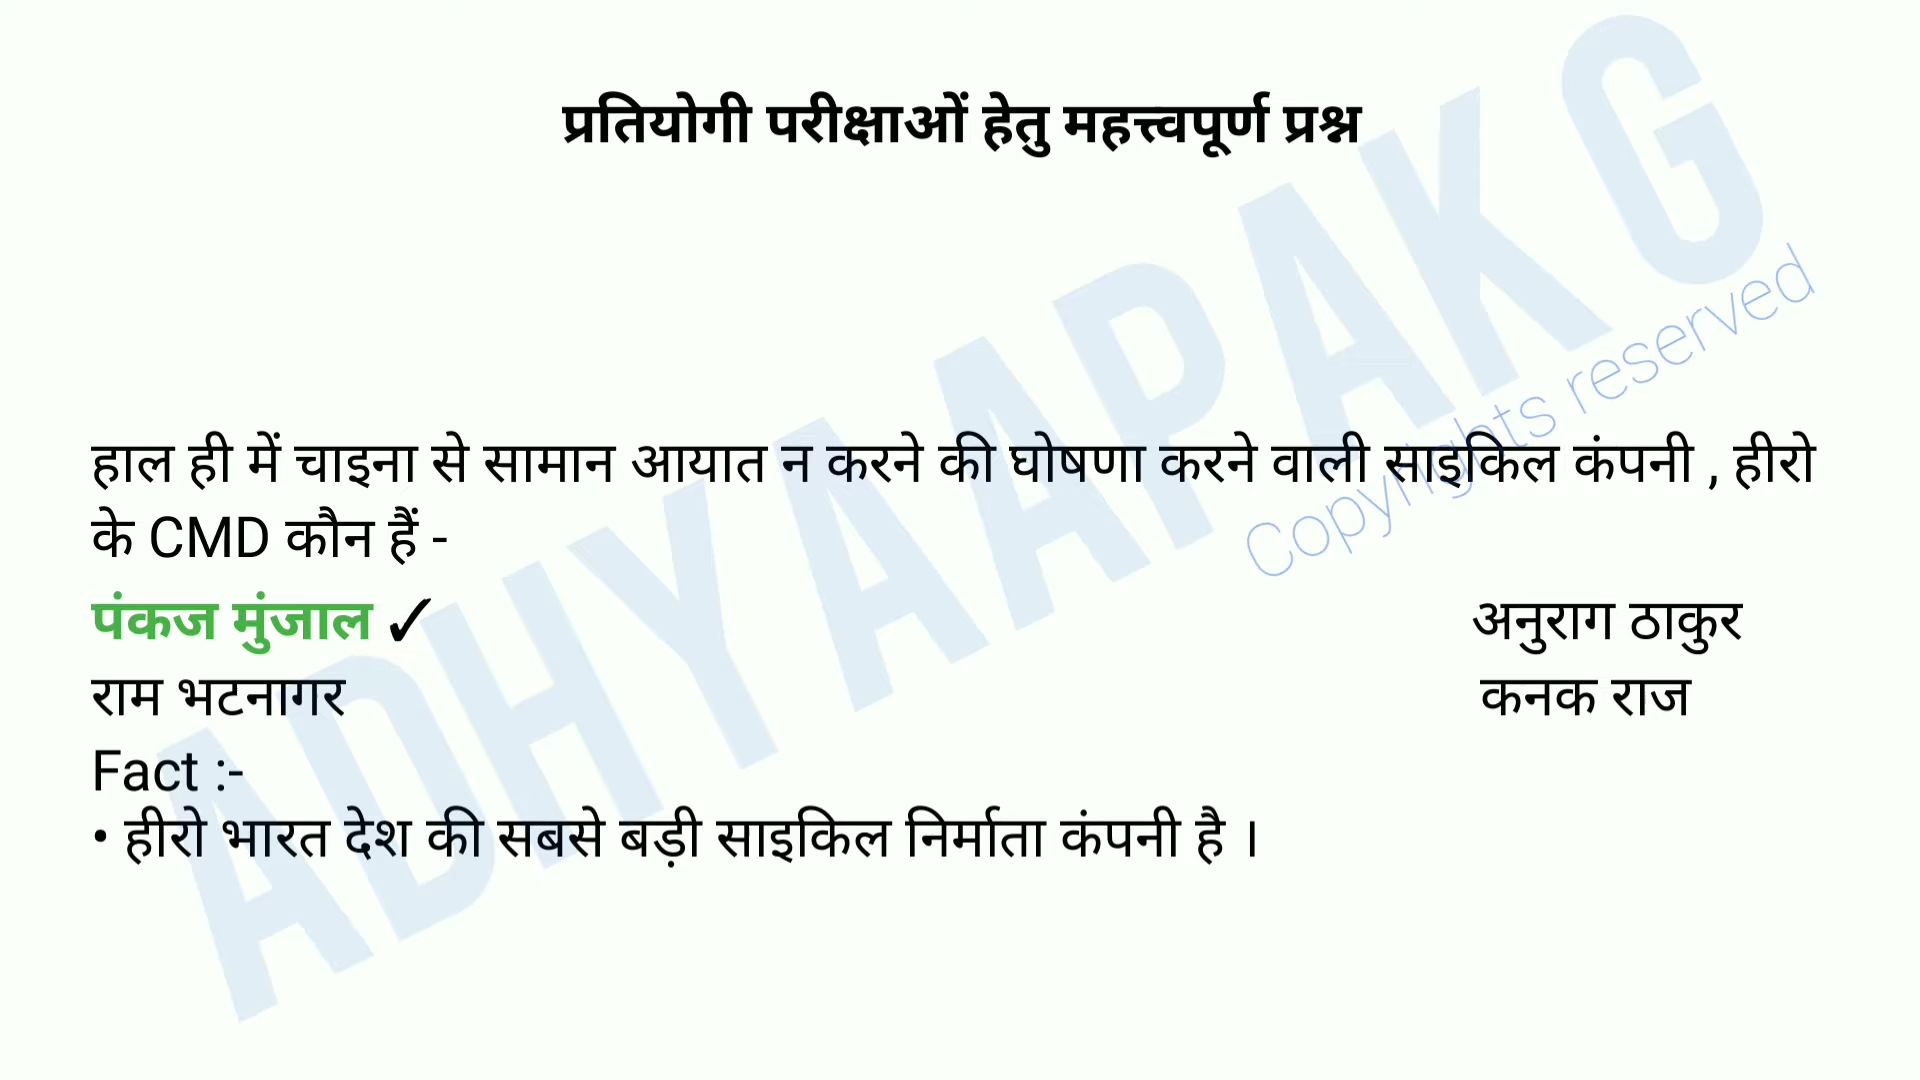 प्रतियोगी परीक्षाओं हेतु महत्त्वपूर्ण प्रश्न
हाल ही में चाइना से सामान आयात न करने की घोषणा करने वाली साइकिल कंपनी , हीरो
के CMD कौन हैं -
पंकज मुंजाल ✓ अनुराग ठाकुर
राम भटनागर कनक राज
Fact :-
• हीरो भारत देश की सबसे बड़ी साइकिल निर्माता कंपनी है ।
ADHYAAPAK G
Copyrights reserved